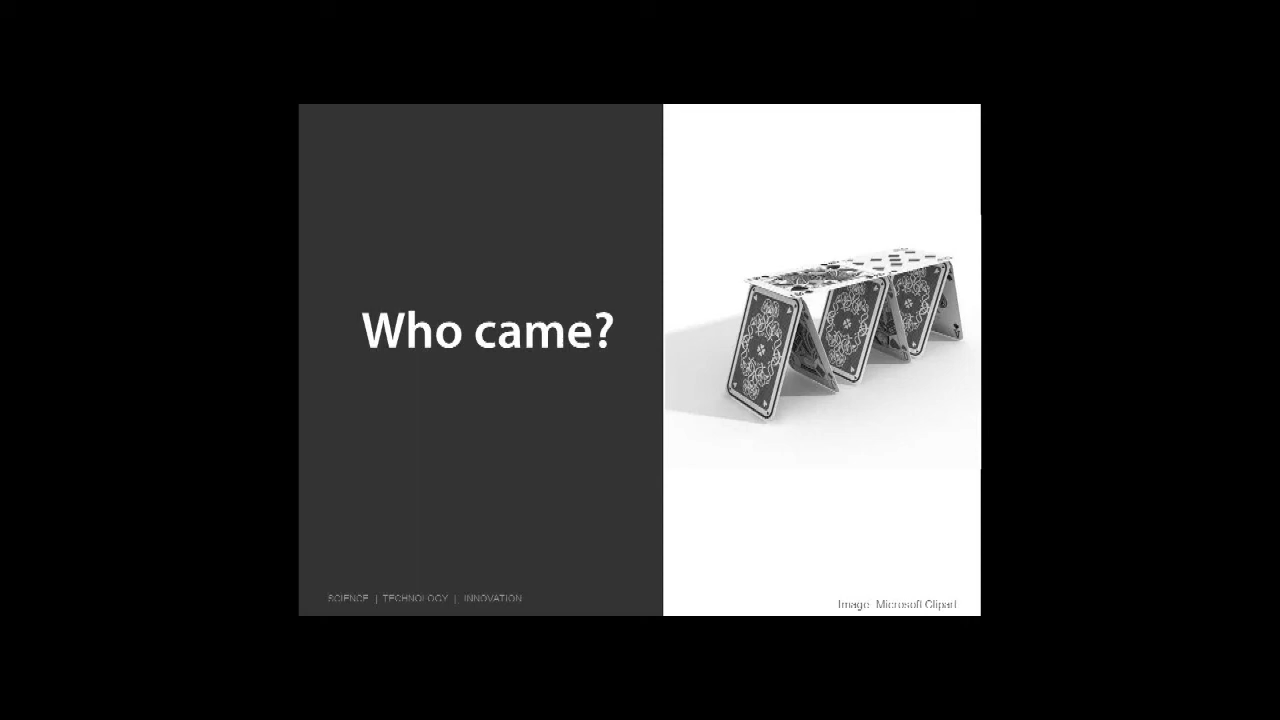 Who came?
SCIENCE | TECHNOLOGY | INNOVATION
Image: Microsoft Clipart